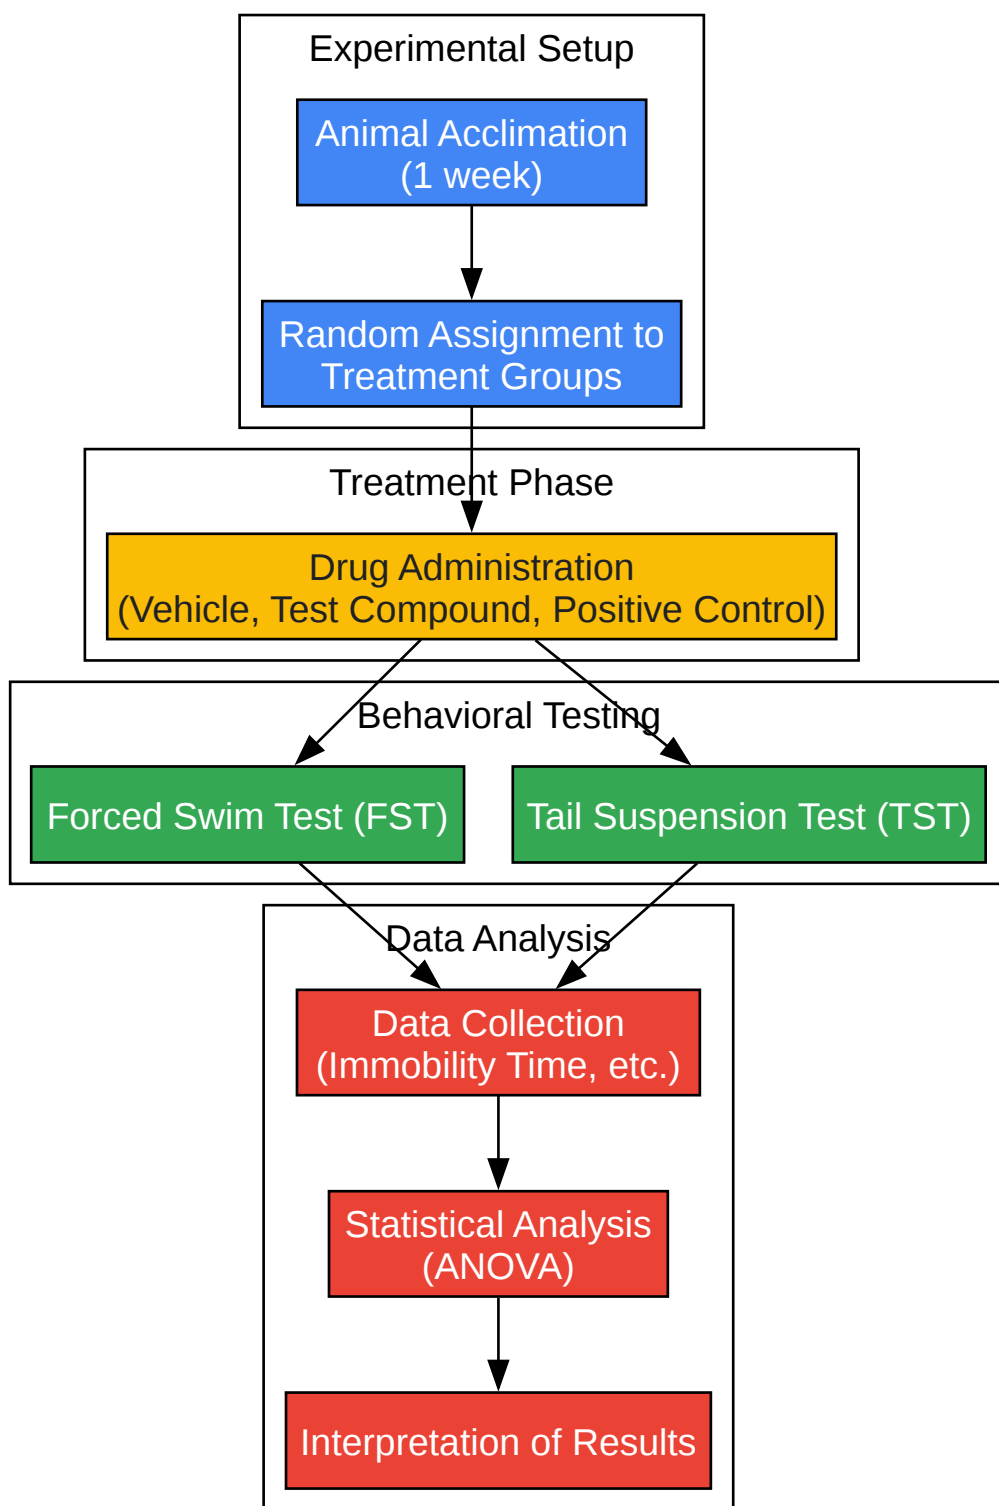 Experimental Setup
Animal Acclimation
(1 week)
Random Assignment to
Treatment Groups
Treatment Phase
Drug Administration
(Vehicle, Test Compound, Positive Control)
Behavioral Testing
Forced Swim Test (FST)
Tail Suspension Test (TST)
Data Analysis
Data Collection
(Immobility Time, etc.)
Statistical Analysis
(ANOVA)
Interpretation of Results